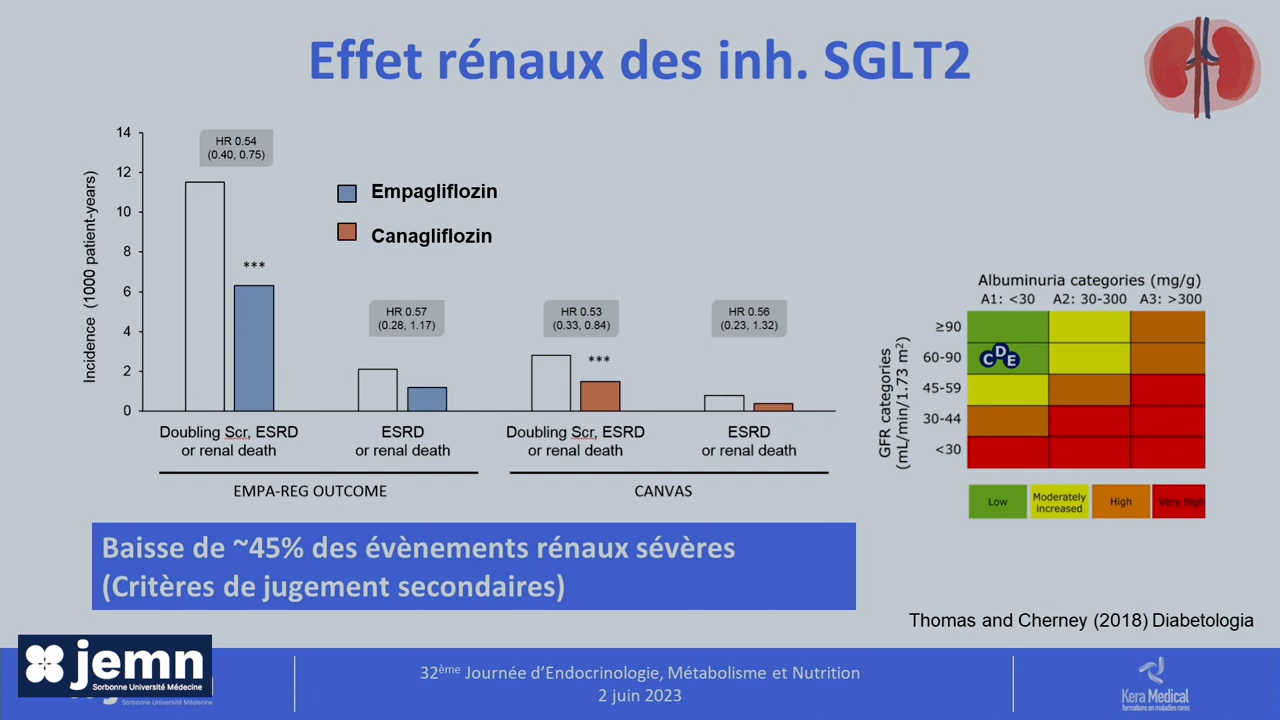 Effet rénaux des inh. SGLT2
14
12
10
8
6
4
2
0
Incidence (1000 patient-years)
HR 0.54
(0.40, 0.75)
***
HR 0.57
(0.28, 1.17)
HR 0.53
(0.33, 0.84)
***
HR 0.56
(0.23, 1.32)
Empagliflozin
Canagliflozin
Doubling Scr, ESRD
or renal death
ESRD
or renal death
Doubling Scr, ESRD
or renal death
ESRD
or renal death
EMPA-REG OUTCOME
CANVAS
Albuminuria categories (mg/g)
A1: <30 A2: 30-300 A3: >300
GFR categories
(mL/min/1.73 m²)
≥90
60-90
45-59
30-44
<30
C D E
Low
Moderately
increased
High
Very high
Baisse de ~45% des évènements rénaux sévères
(Critères de jugement secondaires)
Thomas and Cherney (2018) Diabetologia
jemn
Sorbonne Université Médecine
Sorbonne Université Médecine
32ème Journée d'Endocrinologie, Métabolisme et Nutrition
2 juin 2023
Kera Medical
formations en maladies rares